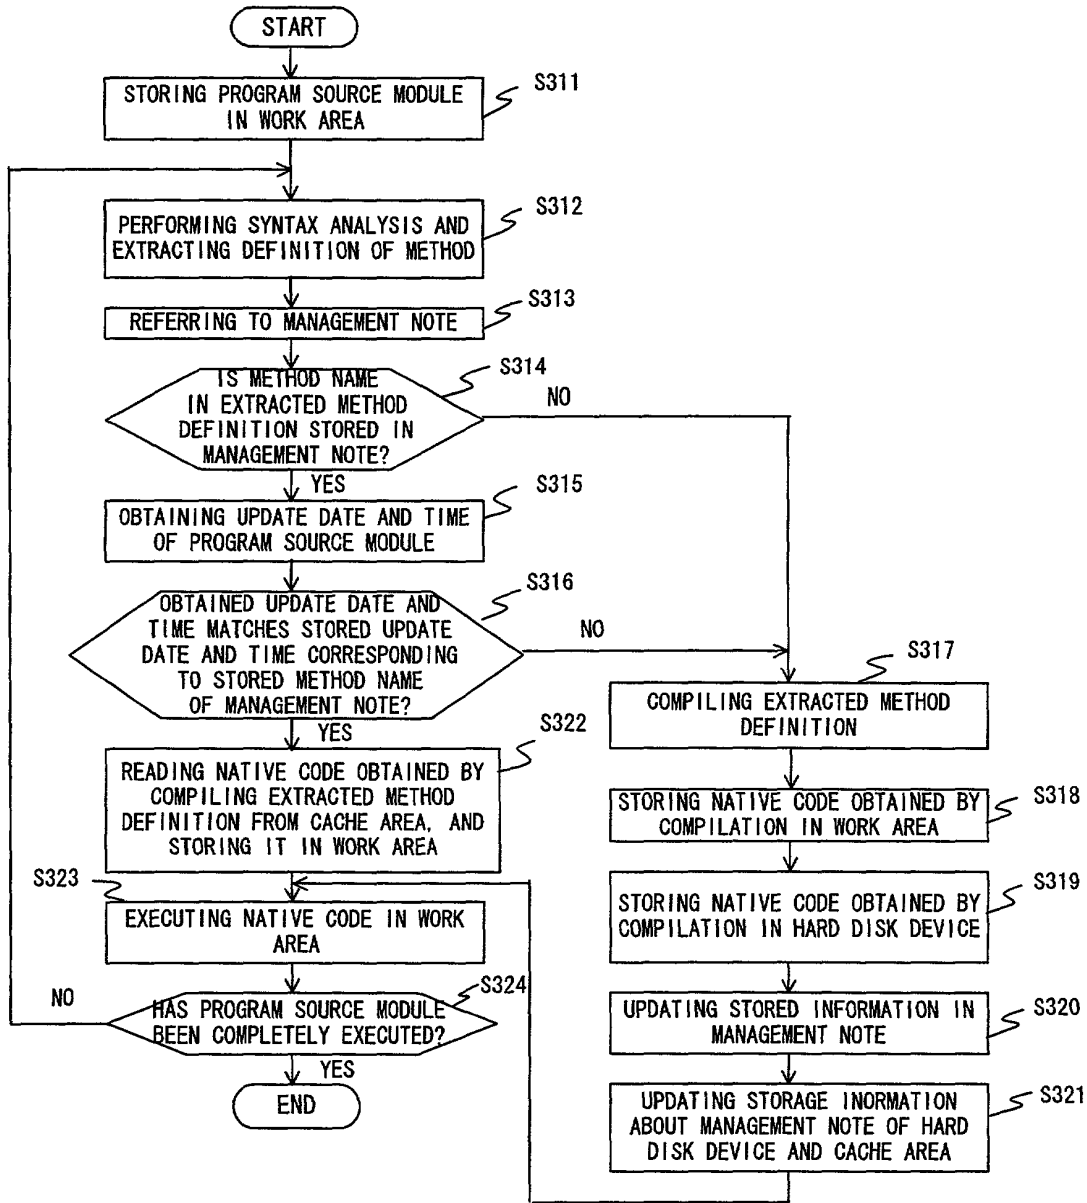 START
STORING PROGRAM SOURCE MODULE
IN WORK AREA
S311
PERFORMING SYNTAX ANALYSIS AND
EXTRACTING DEFINITION OF METHOD
S312
REFERRING TO MANAGEMENT NOTE
S313
IS METHOD NAME
IN EXTRACTED METHOD
DEFINITION STORED IN
MANAGEMENT NOTE?
S314
NO
YES
OBTAINING UPDATE DATE AND TIME
OF PROGRAM SOURCE MODULE
S315
OBTAINED UPDATE DATE AND
TIME MATCHES STORED UPDATE
DATE AND TIME CORRESPONDING
TO STORED METHOD NAME
OF MANAGEMENT NOTE?
S316
NO
YES
READING NATIVE CODE OBTAINED BY
COMPILING EXTRACTED METHOD
DEFINITION FROM CACHE AREA, AND
STORING IT IN WORK AREA
S322
S323
EXECUTING NATIVE CODE IN WORK
AREA
HAS PROGRAM SOURCE MODULE
BEEN COMPLETELY EXECUTED?
S324
NO
YES
END
S317
COMPILING EXTRACTED METHOD
DEFINITION
STORING NATIVE CODE OBTAINED BY
COMPILATION IN WORK AREA
S318
STORING NATIVE CODE OBTAINED BY
COMPILATION IN HARD DISK DEVICE
S319
UPDATING STORED INFORMATION IN
MANAGEMENT NOTE
S320
UPDATING STORAGE INORMATION
ABOUT MANAGEMENT NOTE OF HARD
DISK DEVICE AND CACHE AREA
S321